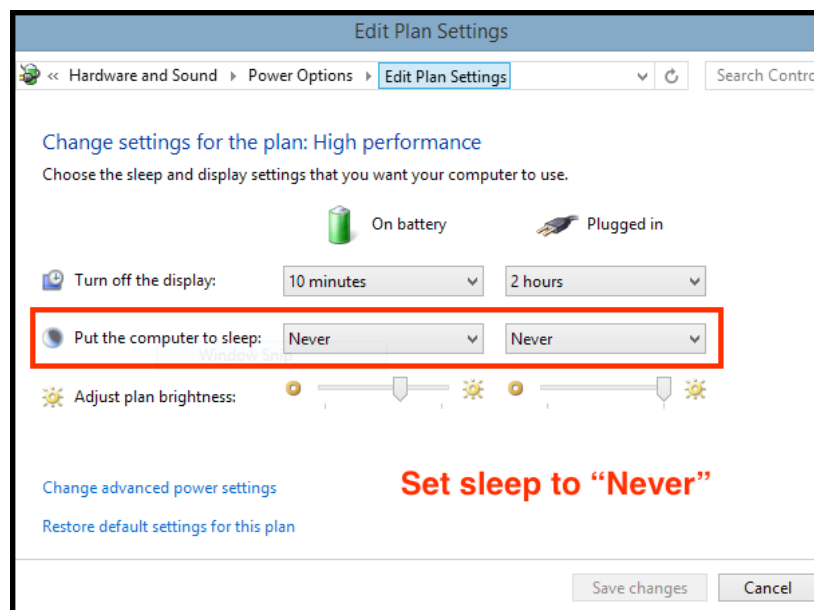 Edit Plan Settings
« Hardware and Sound Power Options Edit Plan Settings Search Contro
Change settings for the plan: High performance
Choose the sleep and display settings that you want your computer to use.
On battery Plugged in
Turn off the display: 10 minutes 2 hours
Put the computer to sleep: Never Never
Window Snip
Adjust plan brightness:
Change advanced power settings
Set sleep to “Never”
Restore default settings for this plan
Save changes Cancel